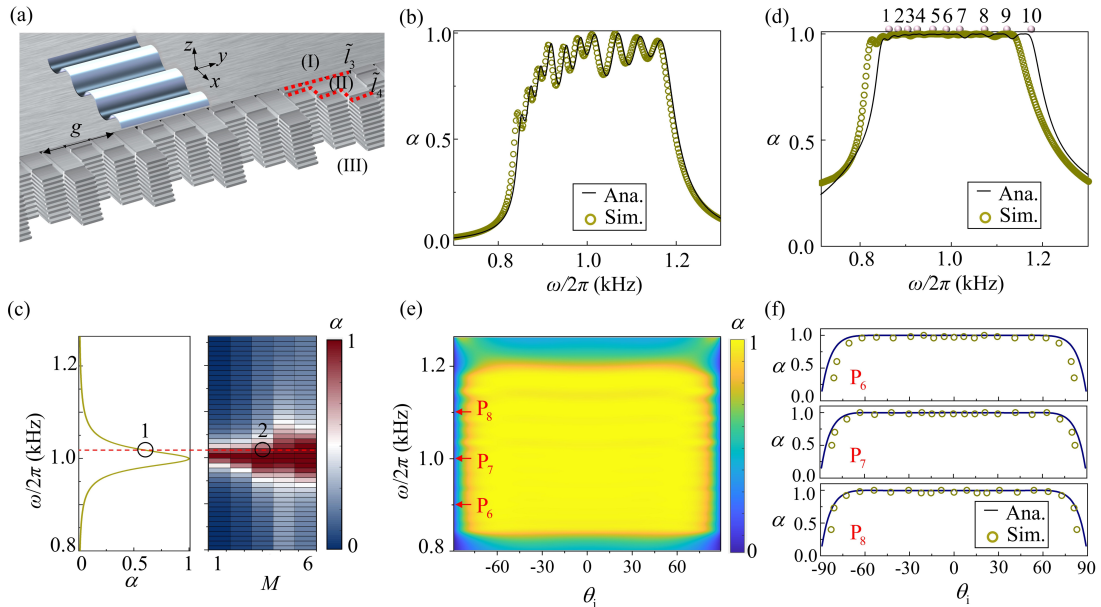 (a)
z
y
x
(I)
l̃3
(II)
l̃4
g
(III)
(b)
1.0
α
0.5
0.0
Ana.
Sim.
0.8 1.0 1.2
ω/2π (kHz)
(d)
1 2 3 4 5 6 7 8 9 10
1.0
α
0.5
0.0
Ana.
Sim.
0.8 1.0 1.2
ω/2π (kHz)
(c)
ω/2π (kHz)
1.2
1.0
0.8
1
0 1
α
2
1 6
M
α
1
0
(e)
ω/2π (kHz)
1.2
1.0
0.8
P8
P7
P6
-60 -30 0 30 60
θi
α
1
0
(f)
1.0
α 0.5
0.0
P6
1.0
α 0.5
0.0
P7
1.0
α 0.5
0.0
P8
Ana.
Sim.
-90 -60 -30 0 30 60 90
θi